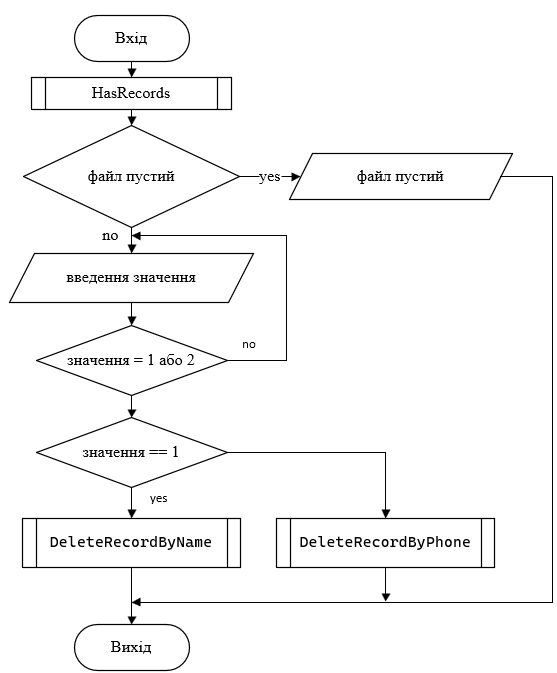 Вхід
HasRecords
файл пустий
yes
файл пустий
no
введення значення
значення = 1 або 2
no
значення == 1
yes
DeleteRecordByName
DeleteRecordByPhone
Вихід